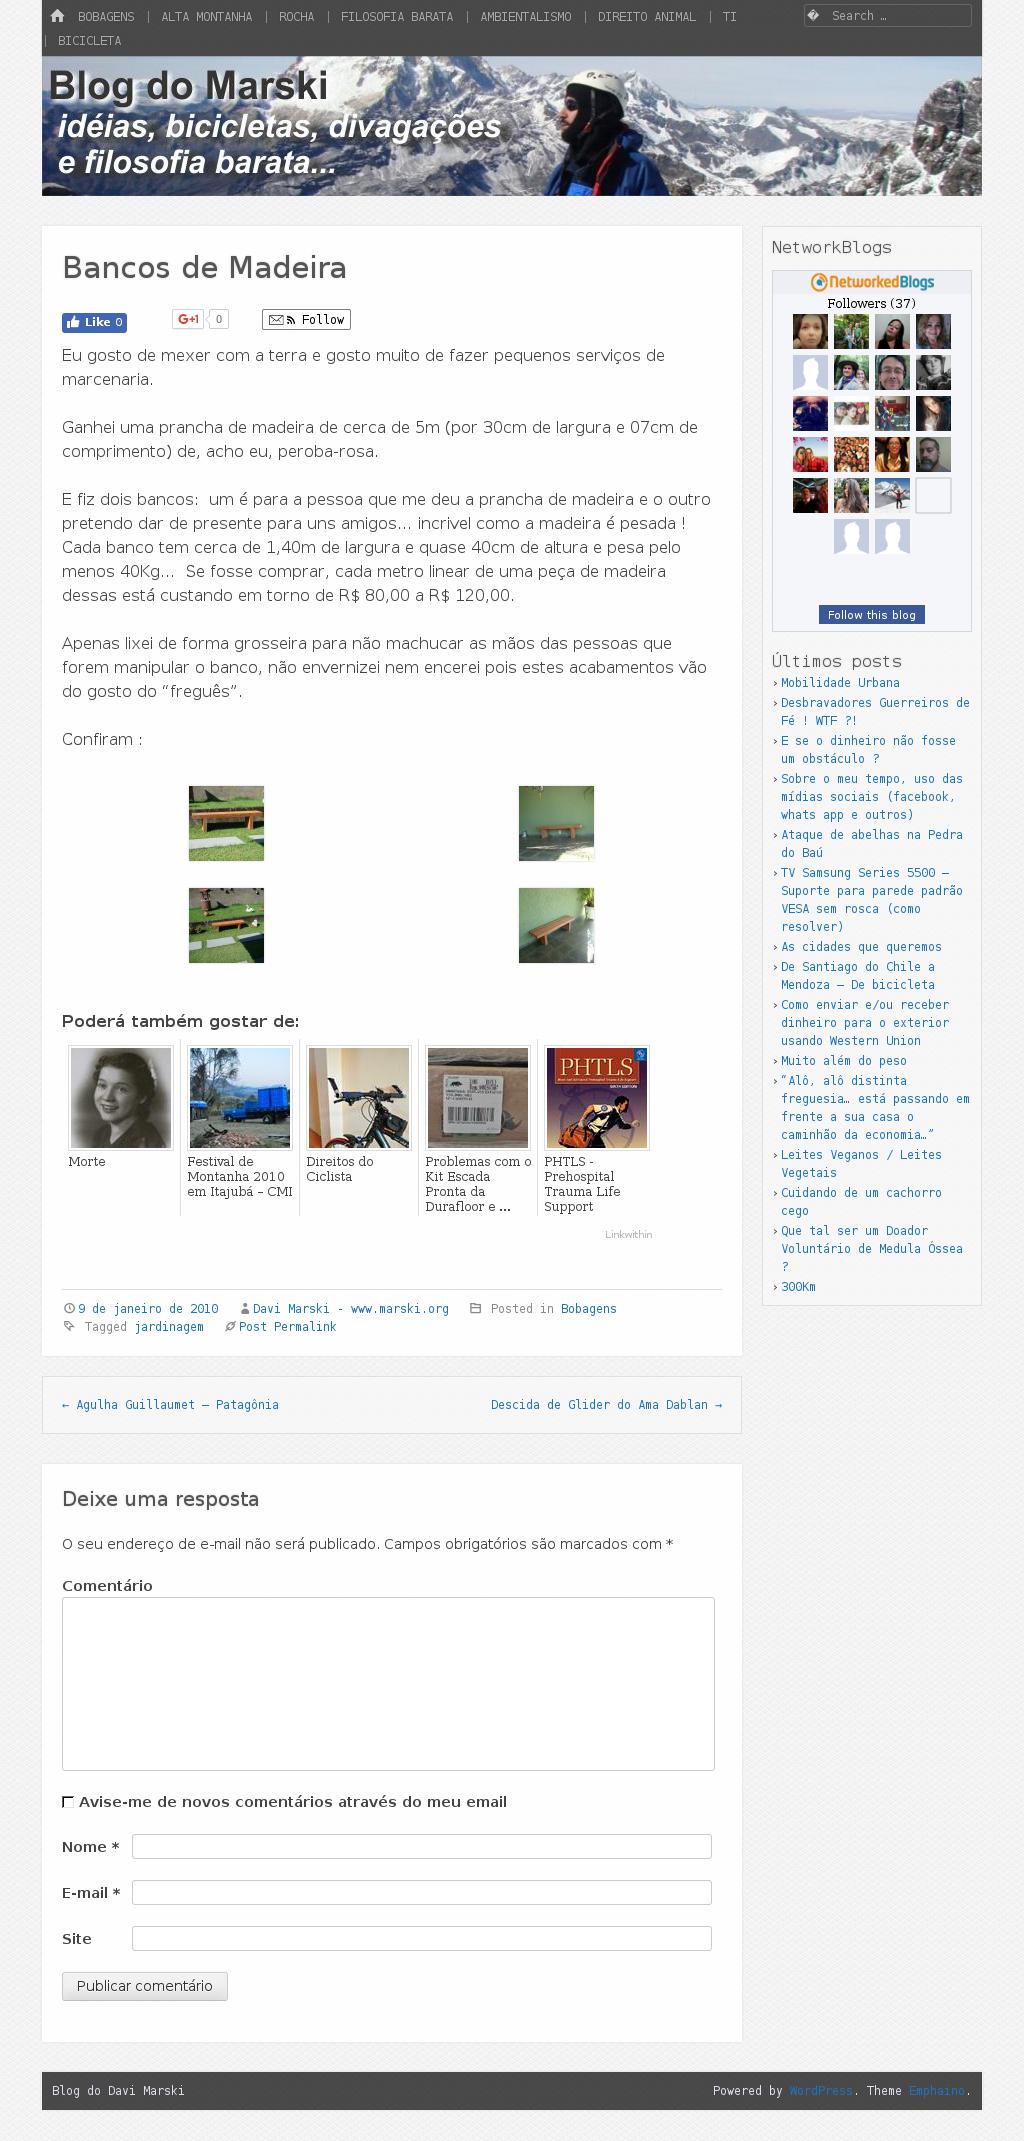 BOBAGENS | ALTA MONTANHA | ROCHA | FILOSOFIA BARATA | AMBIENTALISMO | DIREITO ANIMAL | TI
| BICICLETA
Search …
Blog do Marski
idéias, bicicletas, divagações
e filosofia barata...
Bancos de Madeira
Like 0
G+1 0
Follow
Eu gosto de mexer com a terra e gosto muito de fazer pequenos serviços de
marcenaria.
Ganhei uma prancha de madeira de cerca de 5m (por 30cm de largura e 07cm de
comprimento) de, acho eu, peroba-rosa.
E fiz dois bancos:  um é para a pessoa que me deu a prancha de madeira e o outro
pretendo dar de presente para uns amigos… incrivel como a madeira é pesada !
Cada banco tem cerca de 1,40m de largura e quase 40cm de altura e pesa pelo
menos 40Kg…  Se fosse comprar, cada metro linear de uma peça de madeira
dessas está custando em torno de R$ 80,00 a R$ 120,00.
Apenas lixei de forma grosseira para não machucar as mãos das pessoas que
forem manipular o banco, não envernizei nem encerei pois estes acabamentos vão
do gosto do “freguês”.
Confiram :
Poderá também gostar de:
PHTLS
Morte
Festival de
Montanha 2010
em Itajubá – CMI
Direitos do
Ciclista
Problemas com o
Kit Escada
Pronta da
Durafloor e ...
PHTLS -
Prehospital
Trauma Life
Support
Linkwithin
9 de janeiro de 2010 Davi Marski - www.marski.org Posted in Bobagens
Tagged jardinagem Post Permalink
← Agulha Guillaumet – Patagônia
Descida de Glider do Ama Dablan →
Deixe uma resposta
O seu endereço de e-mail não será publicado. Campos obrigatórios são marcados com *
Comentário
Avise-me de novos comentários através do meu email
Nome *
E-mail *
Site
Publicar comentário
NetworkBlogs
NetworkedBlogs
Followers (37)
Follow this blog
Últimos posts
Mobilidade Urbana
Desbravadores Guerreiros de
Fé ! WTF ?!
E se o dinheiro não fosse
um obstáculo ?
Sobre o meu tempo, uso das
mídias sociais (facebook,
whats app e outros)
Ataque de abelhas na Pedra
do Baú
TV Samsung Series 5500 –
Suporte para parede padrão
VESA sem rosca (como
resolver)
As cidades que queremos
De Santiago do Chile a
Mendoza – De bicicleta
Como enviar e/ou receber
dinheiro para o exterior
usando Western Union
Muito além do peso
“Alô, alô distinta
freguesia… está passando em
frente a sua casa o
caminhão da economia…”
Leites Veganos / Leites
Vegetais
Cuidando de um cachorro
cego
Que tal ser um Doador
Voluntário de Medula Óssea
?
300Km
Blog do Davi Marski
Powered by WordPress. Theme Emphaino.